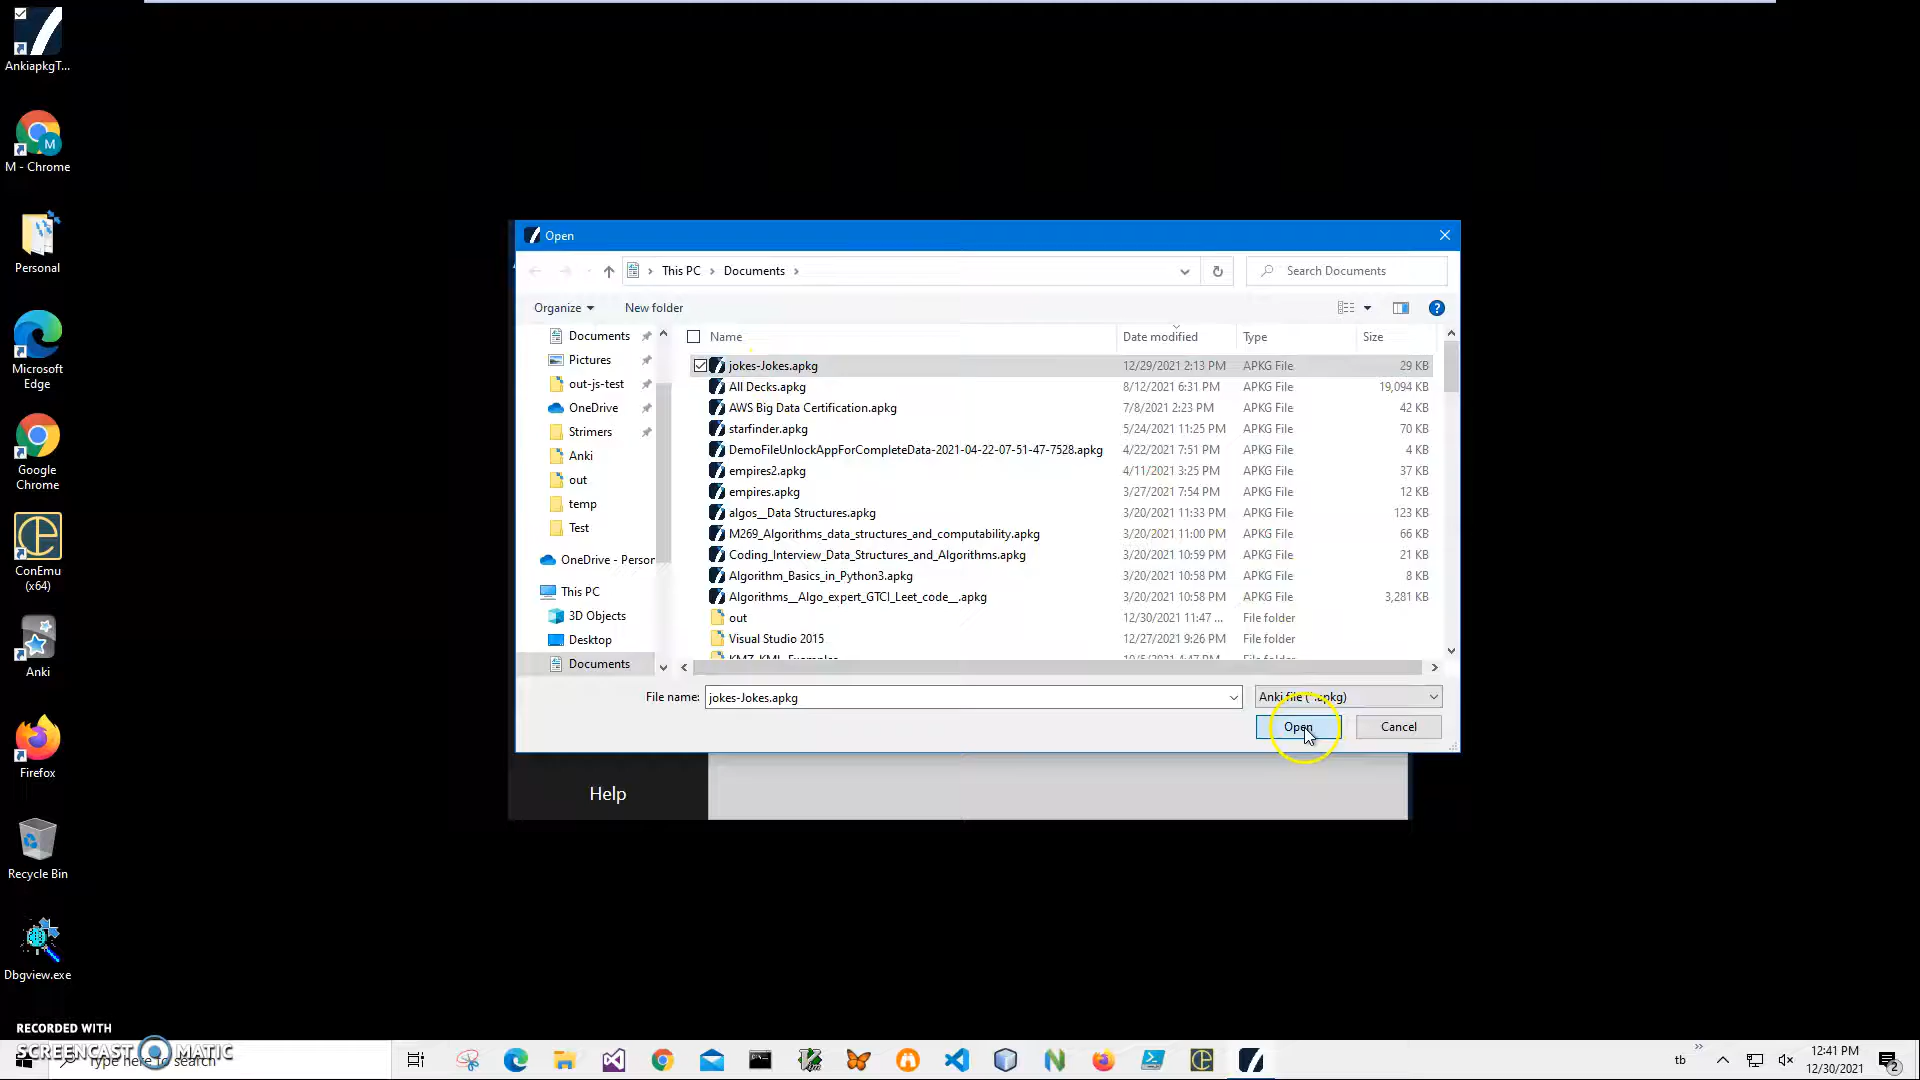 AnkiapkgT...
M - Chrome
Personal
Microsoft
Edge
Google
Chrome
ConEmu
(x64)
Anki
Firefox
Recycle Bin
Dbgview.exe
Open
This PC
Documents
Search Documents
Organize
New folder
Documents
Pictures
out-js-test
OneDrive
Strimers
Anki
out
temp
Test
OneDrive - Person
This PC
3D Objects
Desktop
Documents
Name Date modified Type Size
jokes-Jokes.apkg 12/29/2021 2:13 PM APKG File 29 KB
All Decks.apkg 8/12/2021 6:31 PM APKG File 19,094 KB
AWS Big Data Certification.apkg 7/8/2021 2:23 PM APKG File 42 KB
starfinder.apkg 5/24/2021 11:25 PM APKG File 70 KB
DemoFileUnlockAppForCompleteData-2021-04-22-07-51-47-7528.apkg 4/22/2021 7:51 PM APKG File 4 KB
empires2.apkg 4/11/2021 3:25 PM APKG File 37 KB
empires.apkg 3/27/2021 7:54 PM APKG File 12 KB
algos__Data Structures.apkg 3/20/2021 11:33 PM APKG File 123 KB
M269_Algorithms_data_structures_and_computability.apkg 3/20/2021 11:00 PM APKG File 66 KB
Coding_Interview_Data_Structures_and_Algorithms.apkg 3/20/2021 10:59 PM APKG File 21 KB
Algorithm_Basics_in_Python3.apkg 3/20/2021 10:58 PM APKG File 8 KB
Algorithms__Algo_expert_GTCI_Leet_code__.apkg 3/20/2021 10:58 PM APKG File 3,281 KB
out 12/30/2021 11:47 ... File folder
Visual Studio 2015 12/27/2021 9:26 PM File folder
File name: jokes-Jokes.apkg
Anki file (*.apkg)
Open
Cancel
Help
RECORDED WITH
SCREENCAST MATIC
Type here to search
tb
12:41 PM
12/30/2021
2